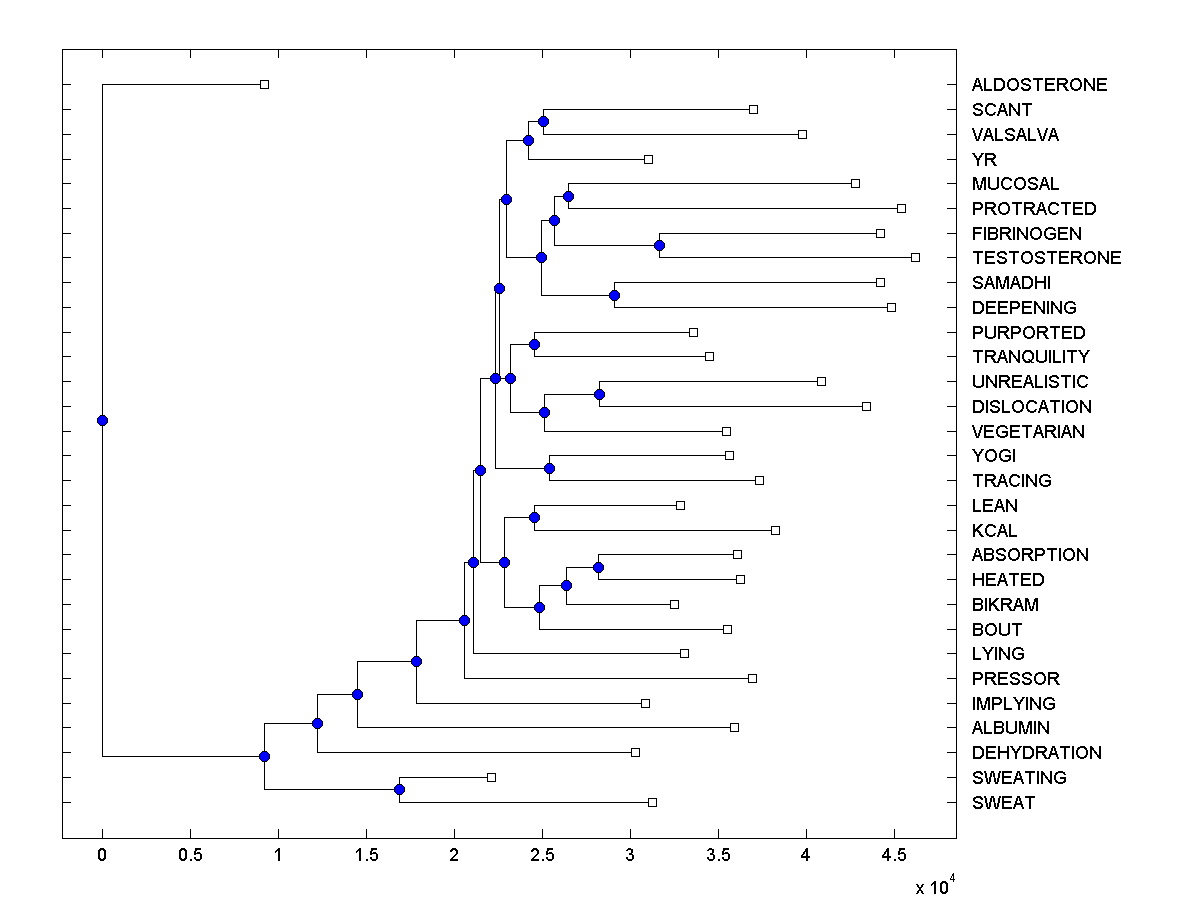 ALDOSTERONE
SCANT
VALSALVA
YR
MUCOSAL
PROTRACTED
FIBRINOGEN
TESTOSTERONE
SAMADHI
DEEPENING
PURPORTED
TRANQUILITY
UNREALISTIC
DISLOCATION
VEGETARIAN
YOGI
TRACING
LEAN
KCAL
ABSORPTION
HEATED
BIKRAM
BOUT
LYING
PRESSOR
IMPLYING
ALBUMIN
DEHYDRATION
SWEATING
SWEAT
0 0.5 1 1.5 2 2.5 3 3.5 4 4.5
x 10^4